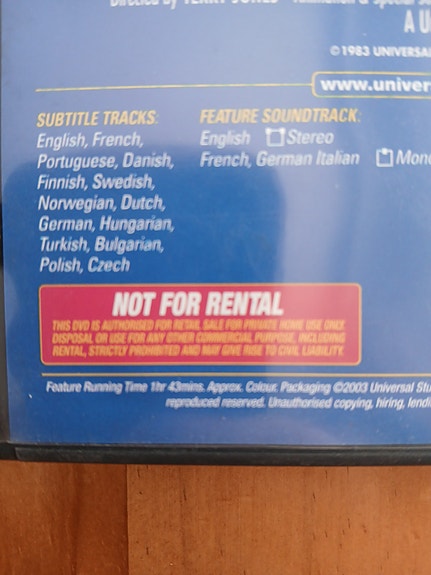 Directed by TERRY JONES
A U
©1983 UNIVERSAL
www.univer
SUBTITLE TRACKS:
English, French,
Portuguese, Danish,
Finnish, Swedish,
Norwegian, Dutch,
German, Hungarian,
Turkish, Bulgarian,
Polish, Czech
FEATURE SOUNDTRACK:
English Stereo
French, German Italian Mono
NOT FOR RENTAL
THIS DVD IS AUTHORISED FOR RETAIL SALE FOR PRIVATE HOME USE ONLY.
DISPOSAL OR USE FOR ANY OTHER COMMERCIAL PURPOSE, INCLUDING
RENTAL, STRICTLY PROHIBITED AND MAY GIVE RISE TO CIVIL LIABILITY.
Feature Running Time 1hr 43mins. Approx. Colour. Packaging ©2003 Universal Stu
reproduced reserved. Unauthorised copying, hiring, lendi